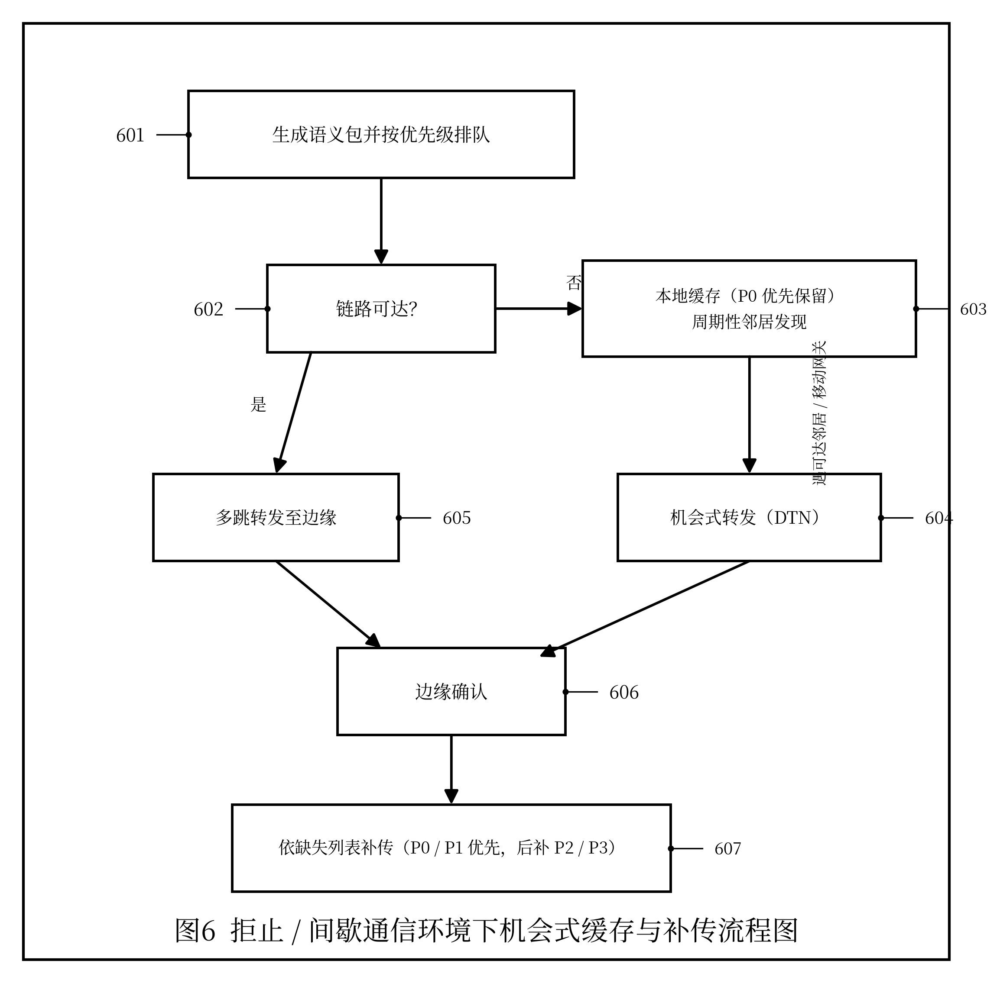 601
生成语义包并按优先级排队
602
链路可达?
否
本地缓存（P0 优先保留）
周期性邻居发现
603
是
遇可达邻居 / 移动网关
多跳转发至边缘
605
机会式转发（DTN）
604
边缘确认
606
依缺失列表补传（P0 / P1 优先，后补 P2 / P3）
607
图6 拒止 / 间歇通信环境下机会式缓存与补传流程图